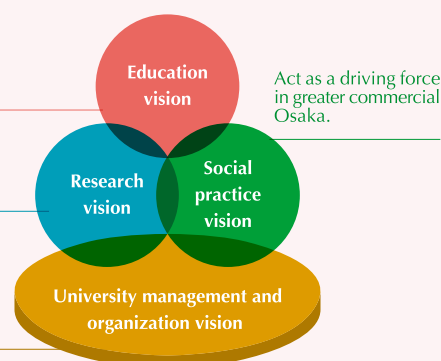 Education
vision
Act as a driving force
in greater commercial
Osaka.
Research
vision
Social
practice
vision
University management and
organization vision